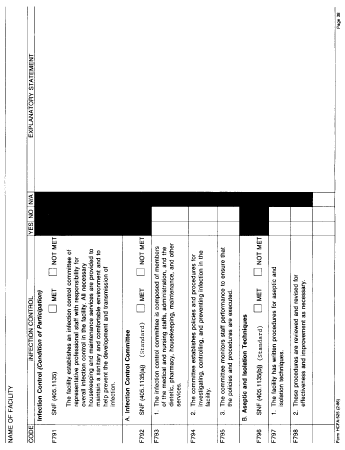 NAME OF FACILITY
CODE INFECTION CONTROL YES NO N/A EXPLANATORY STATEMENT
Infection Control (Condition of Participation)
F791 SNF (405.1135) MET NOT MET
The facility establishes an infection control committee of
representative professional staff with responsibility for
overall infection control in the facility. All necessary
housekeeping and maintenance services are provided to
maintain a sanitary and comfortable environment and to
help prevent the development and transmission of
infection.
A. Infection Control Committee
F792 SNF (405.1135(a)) (Standard) MET NOT MET
F793 1. The infection control committee is composed of members
of the medical and nursing staffs, administration, and the
dietetic, pharmacy, housekeeping, maintenance, and other
services.
F794 2. The committee establishes policies and procedures for
investigating, controlling, and preventing infection in the
facility.
F795 3. The committee monitors staff performance to ensure that
the policies and procedures are executed.
B. Aseptic and Isolation Techniques
F796 SNF (405.1135(b)) (Standard) MET NOT MET
F797 1. The facility has written procedures for aseptic and
isolation techniques.
F798 2. These procedures are reviewed and revised for
effectiveness and improvement as necessary.
Form HCFA-525 (2-86) Page 38